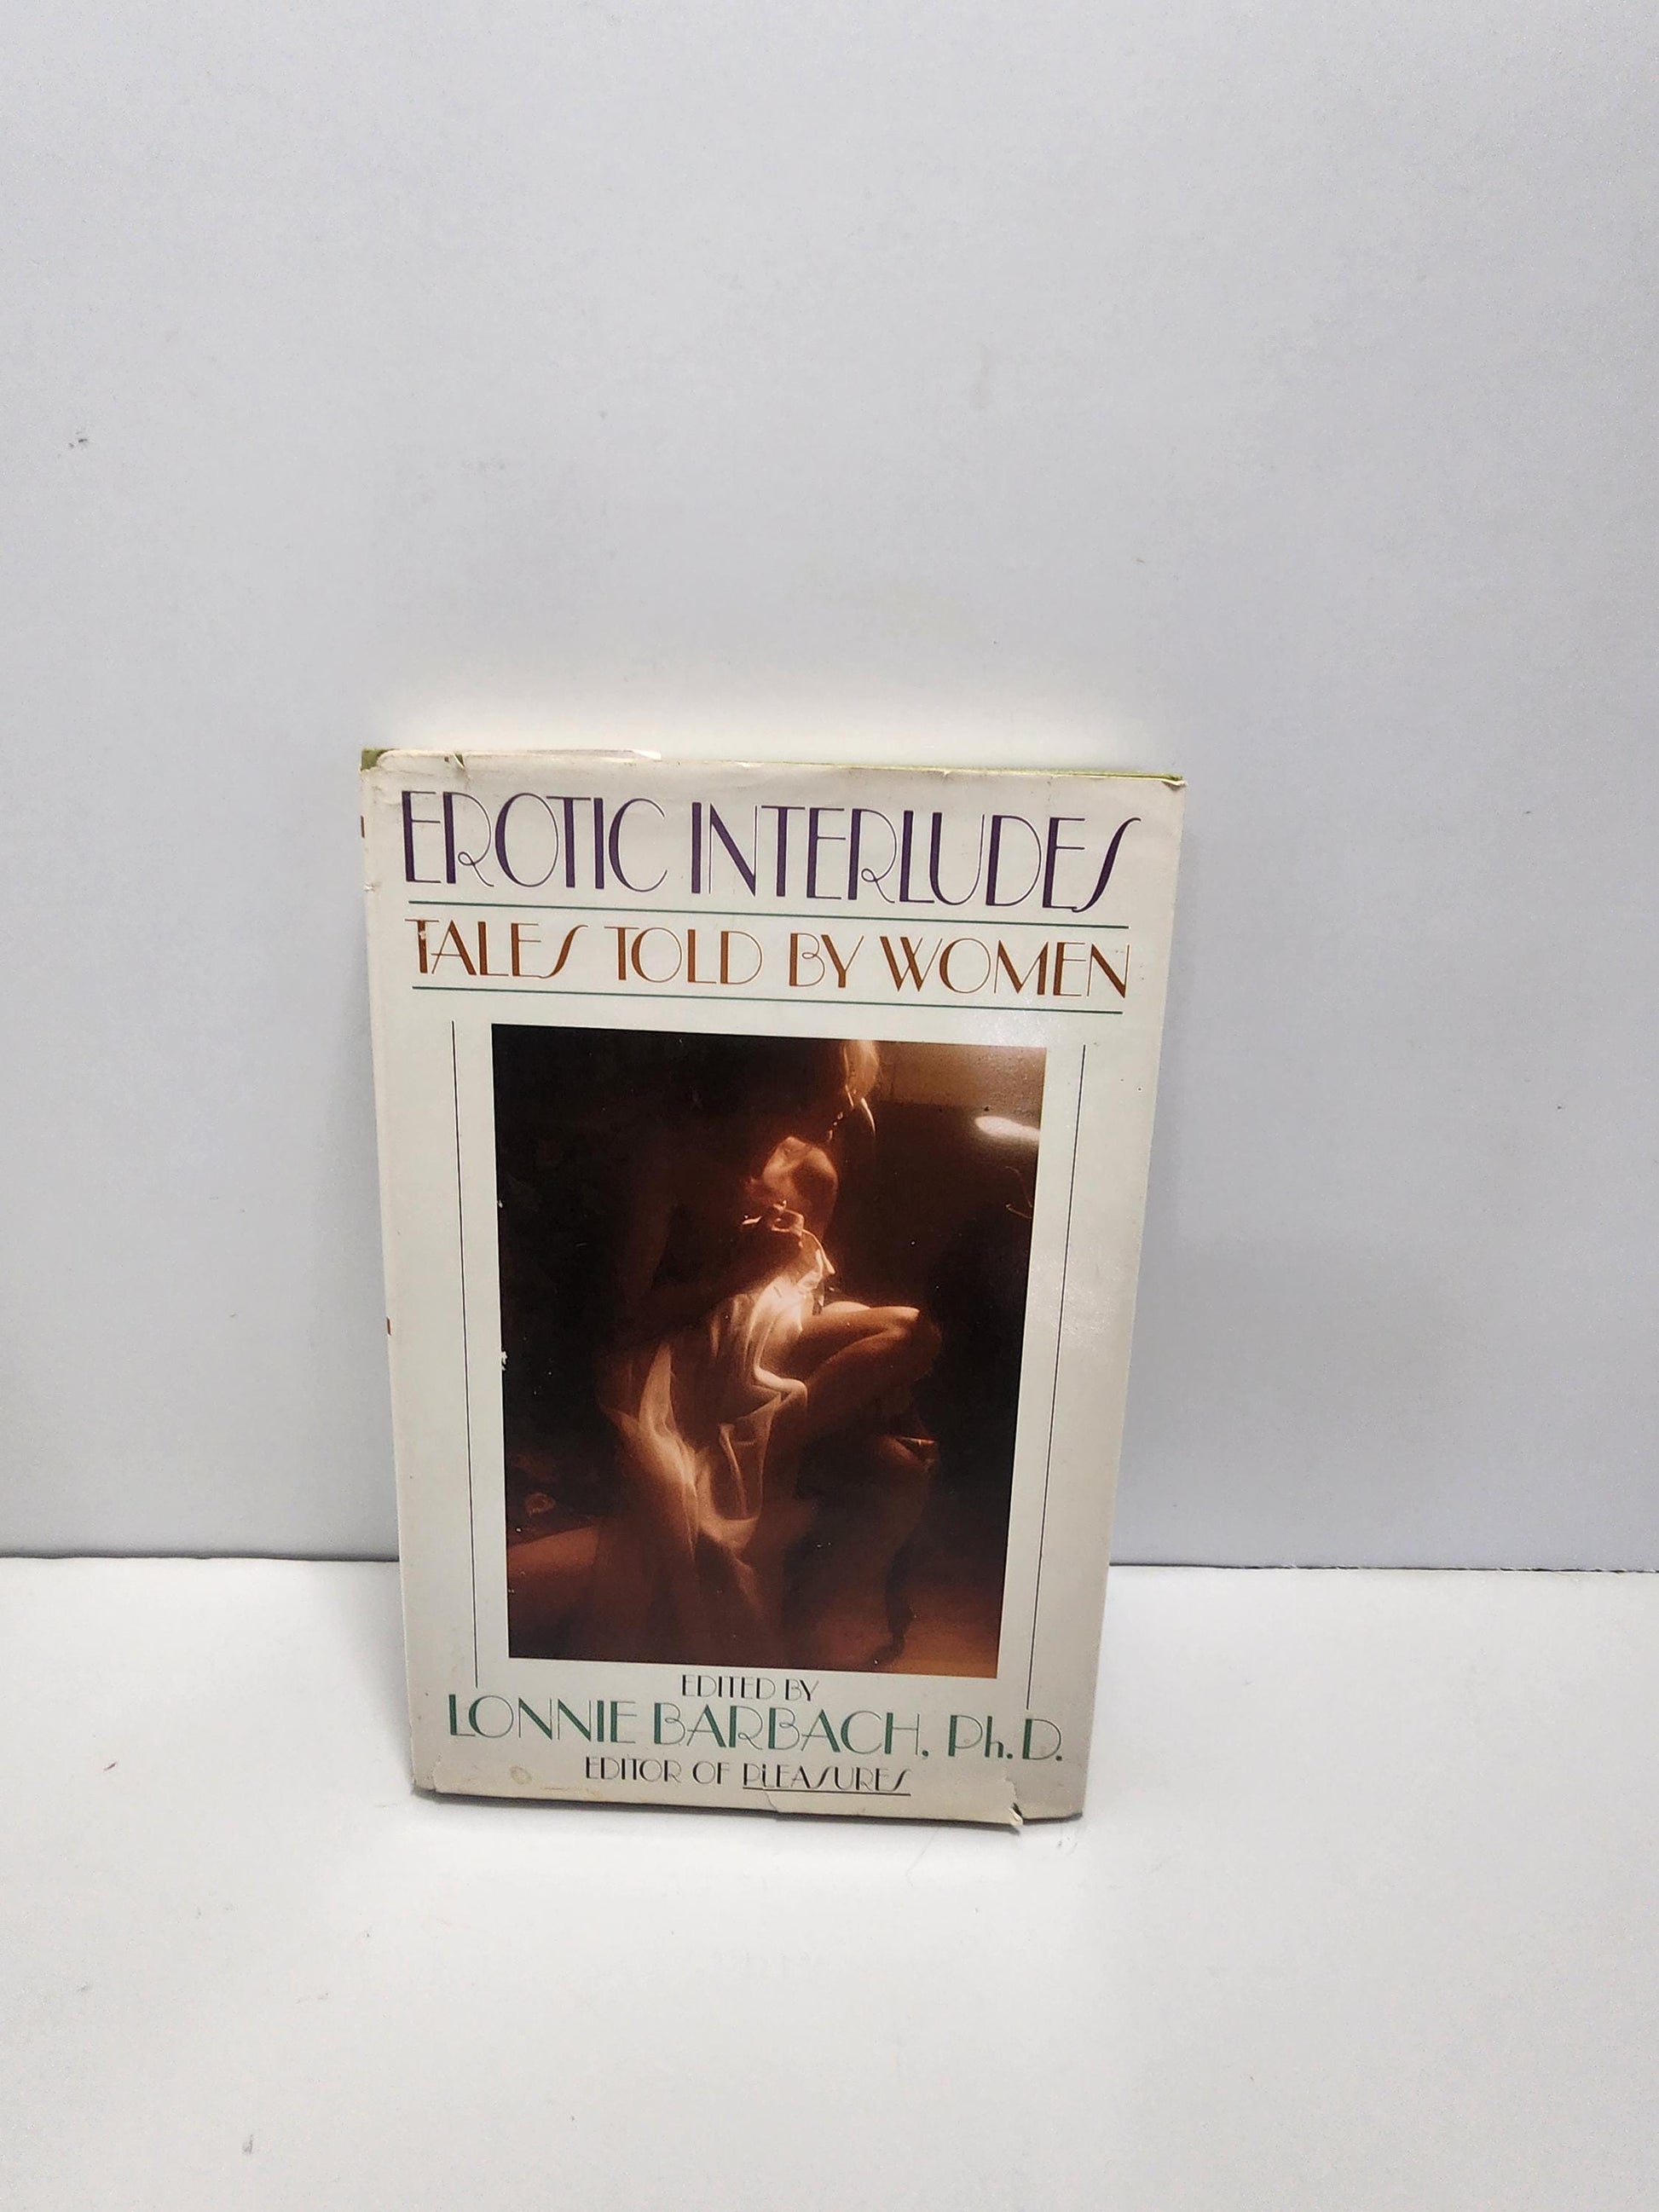 EROTIC INTERLUDES
TALES TOLD BY WOMEN
EDITED BY
LONNIE BARBACH, Ph.D.
EDITOR OF PLEASURES